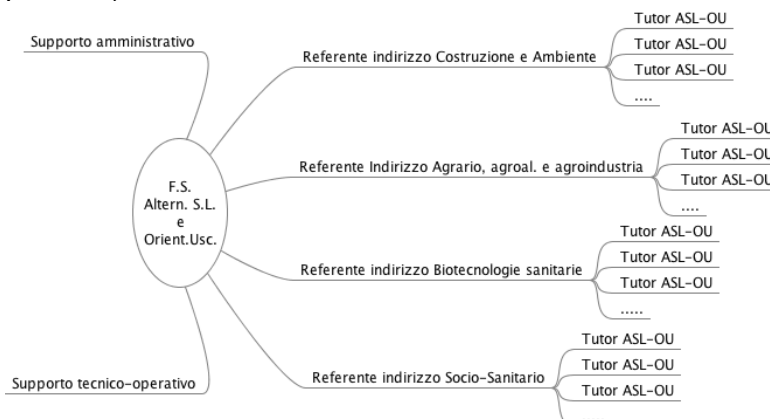 Supporto amministrativo
F.S.
Altern. S.L.
e
Orient.Usc.
Supporto tecnico-operativo
Referente indirizzo Costruzione e Ambiente
Tutor ASL-OU
Tutor ASL-OU
Tutor ASL-OU
....
Referente Indirizzo Agrario, agroal. e agroindustria
Tutor ASL-OU
Tutor ASL-OU
Tutor ASL-OU
....
Referente indirizzo Biotecnologie sanitarie
Tutor ASL-OU
Tutor ASL-OU
Tutor ASL-OU
.....
Referente indirizzo Socio-Sanitario
Tutor ASL-OU
Tutor ASL-OU
Tutor ASL-OU